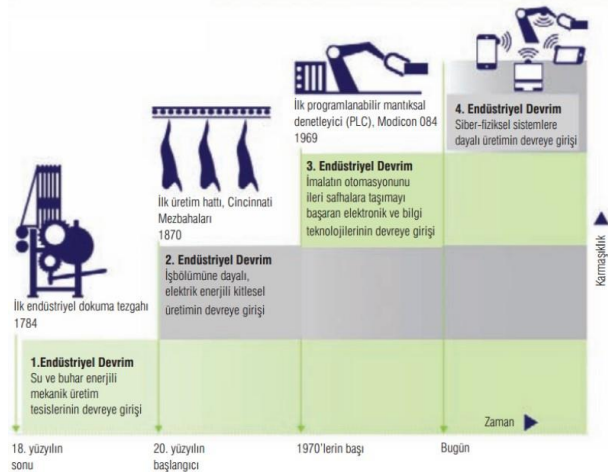 İlk endüstriyel dokuma tezgahı
1784
1.Endüstriyel Devrim
Su ve buhar enerjili
mekanik üretim
tesislerinin devreye girişi
18. yüzyılın
sonu
İlk üretim hattı, Cincinnati
Mezbahaları
1870
2. Endüstriyel Devrim
İşbölümüne dayalı,
elektrik enerjili kitlesel
üretimin devreye girişi
20. yüzyılın
başlangıcı
İlk programlanabilir mantıksal
denetleyici (PLC), Modicon 084
1969
3. Endüstriyel Devrim
İmalatın otomasyonunu
ileri safhalara taşımayı
başaran elektronik ve bilgi
teknolojilerinin devreye girişi
1970'lerin başı
4. Endüstriyel Devrim
Siber-fiziksel sistemlere
dayalı üretimin devreye girişi
Bugün
Zaman
Karmaşıklık